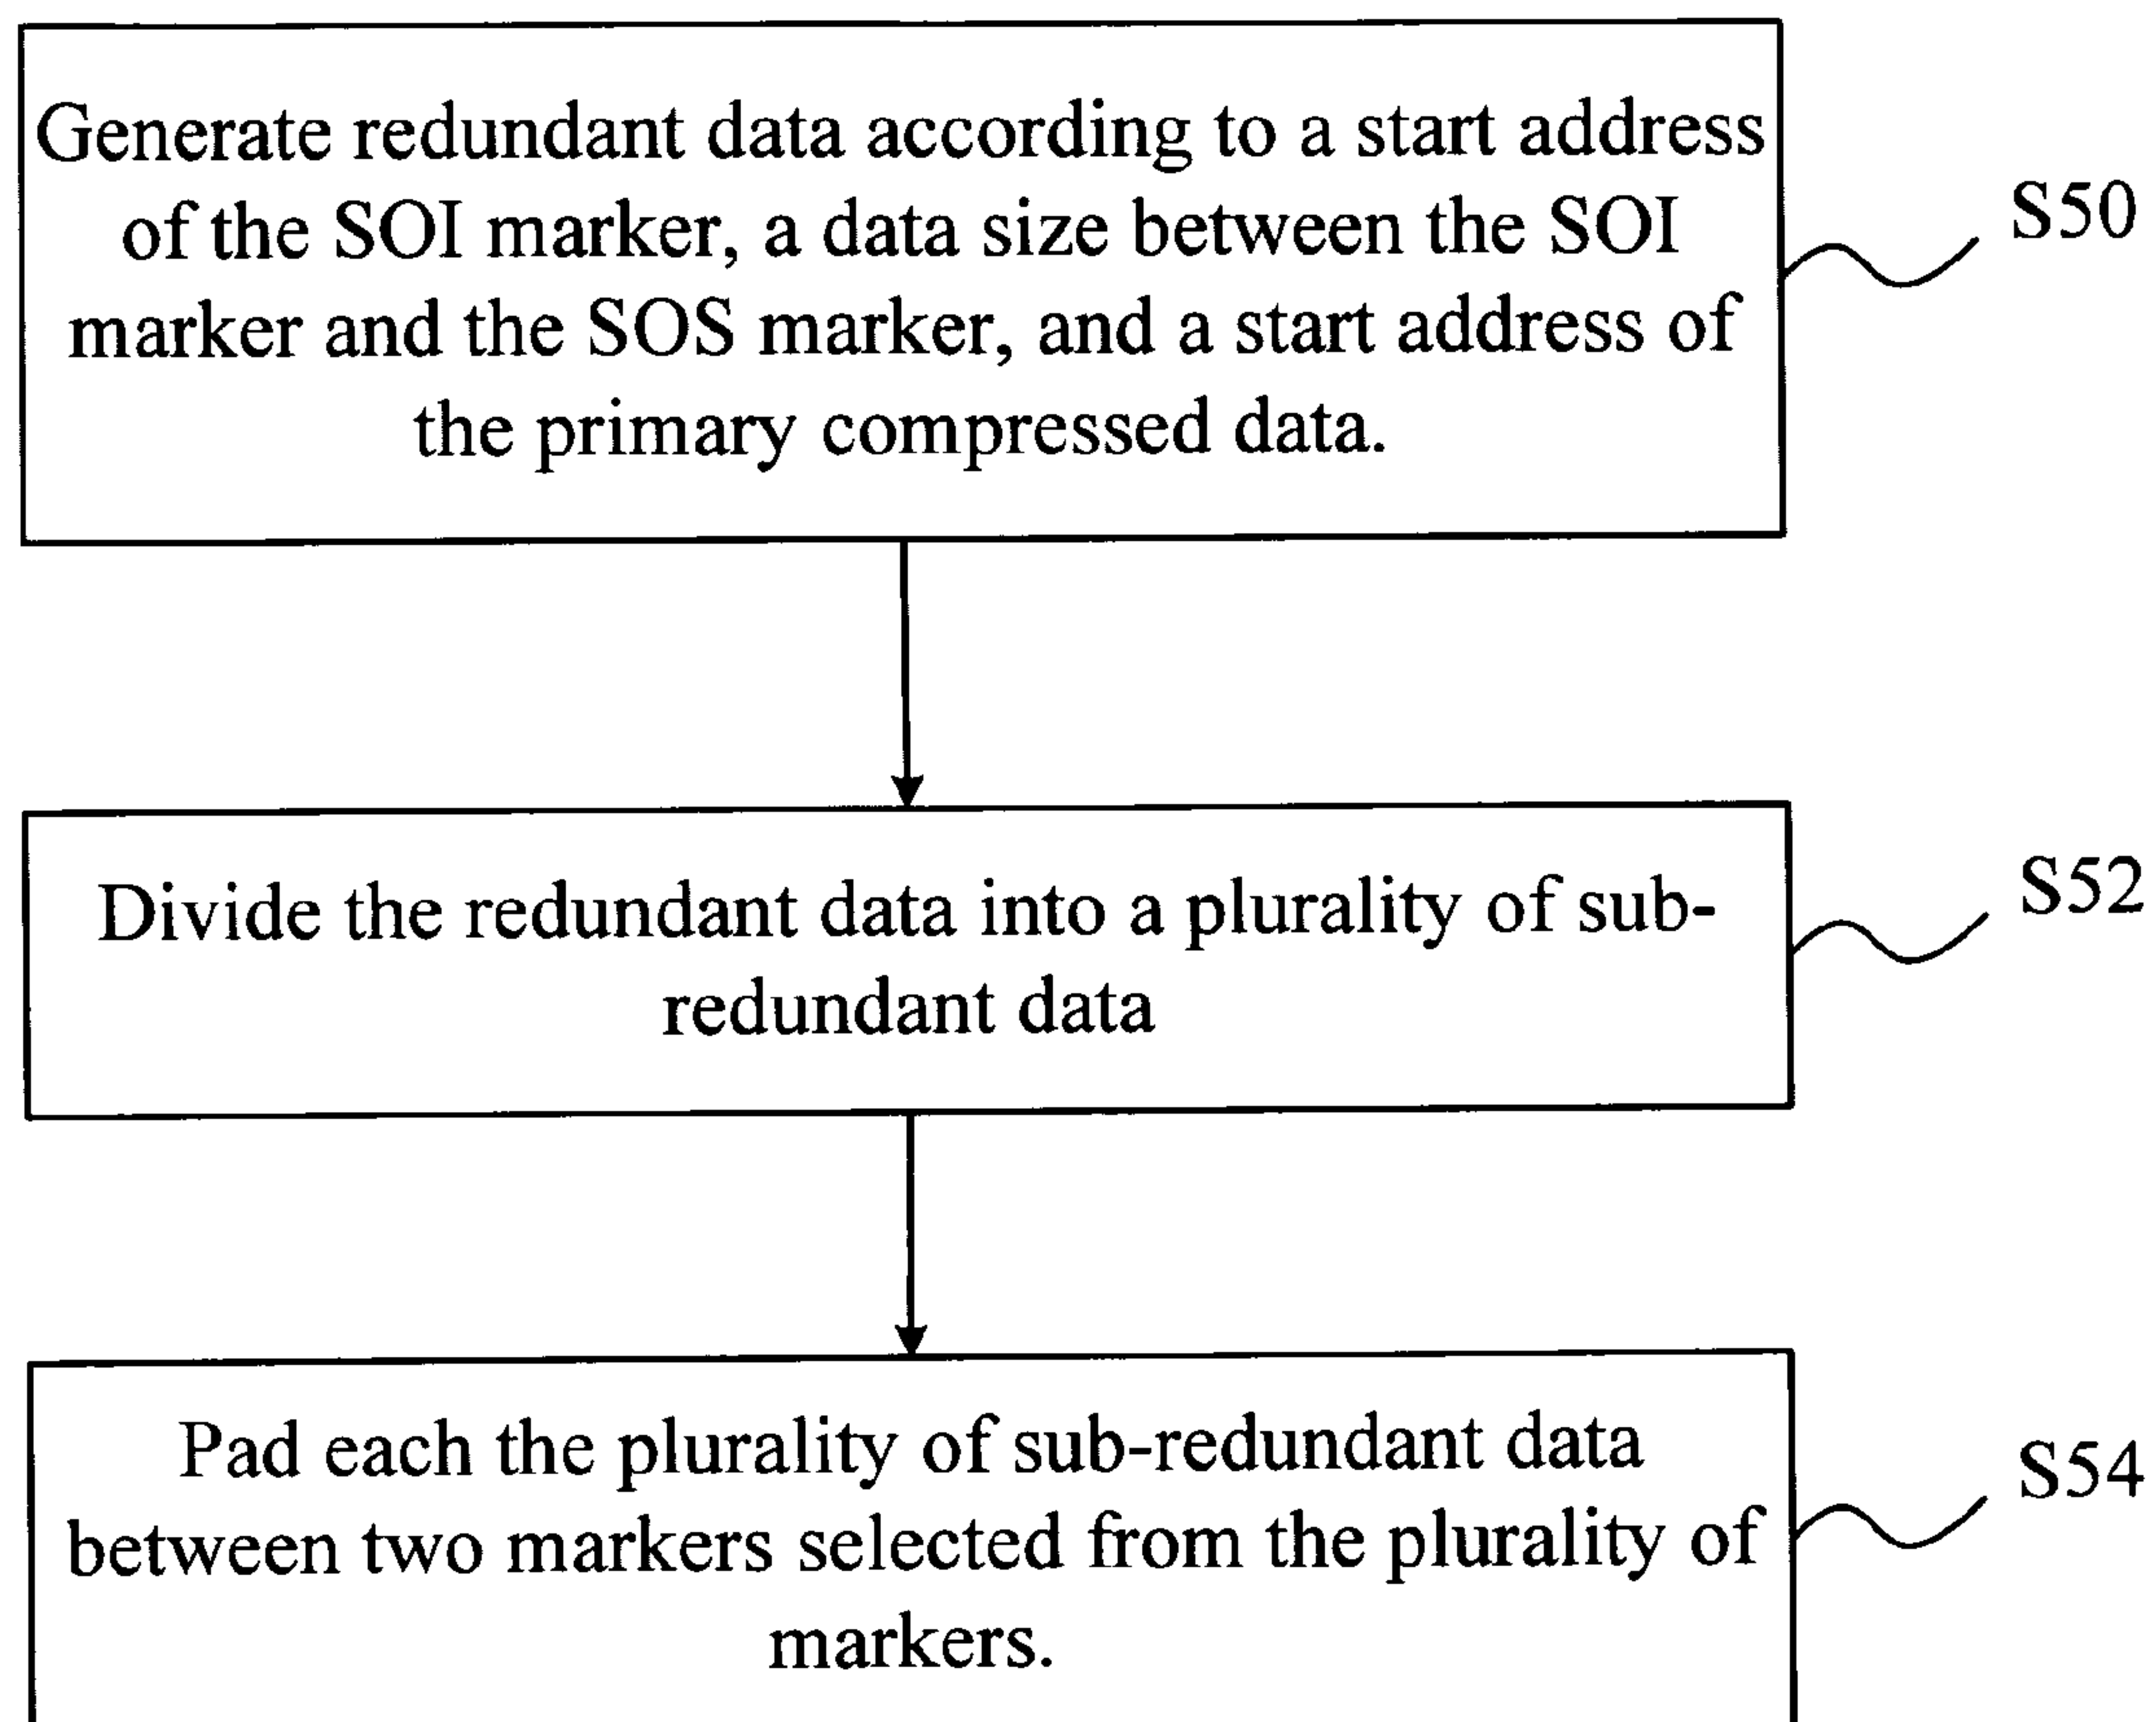 Generate redundant data according to a start address
of the SOI marker, a data size between the SOI
marker and the SOS marker, and a start address of
the primary compressed data.
S50
Divide the redundant data into a plurality of sub-
redundant data
S52
Pad each the plurality of sub-redundant data
between two markers selected from the plurality of
markers.
S54